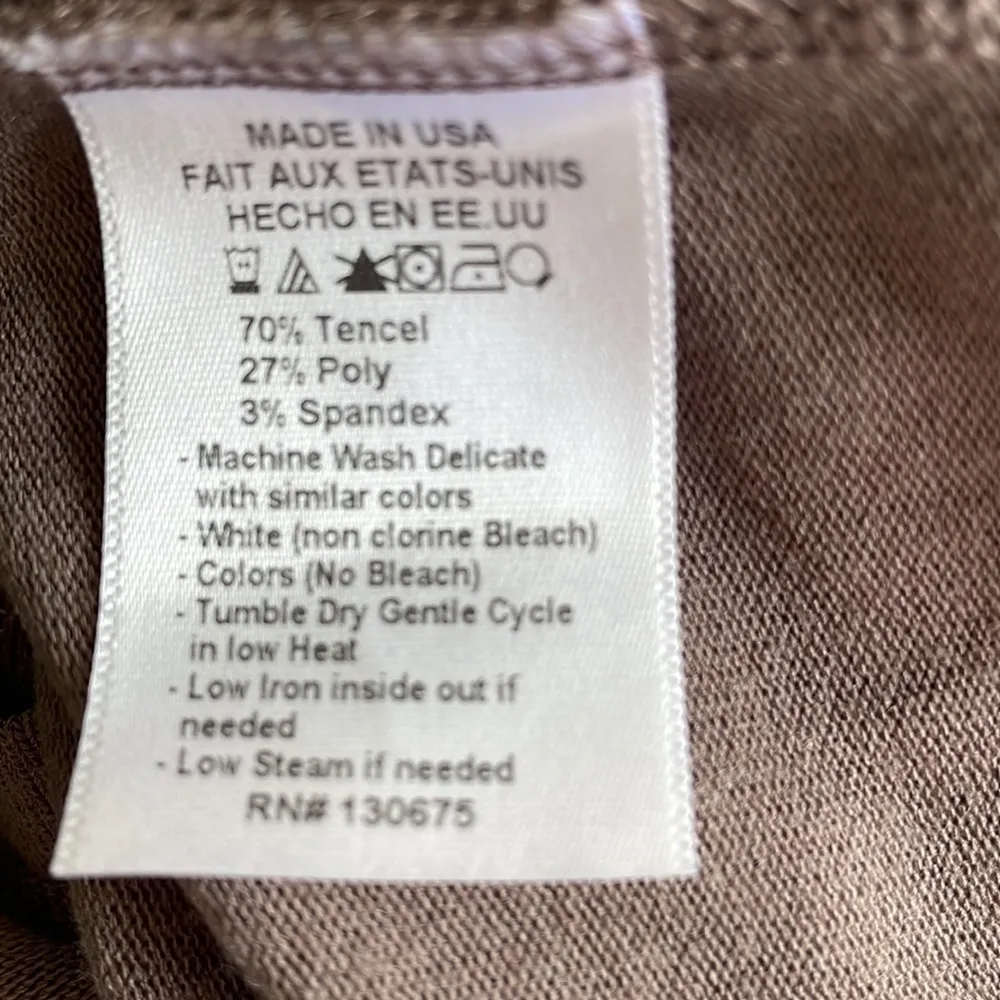 MADE IN USA
FAIT AUX ETATS-UNIS
HECHO EN EE.UU
70% Tencel
27% Poly
3% Spandex
- Machine Wash Delicate
with similar colors
- White (non clorine Bleach)
- Colors (No Bleach)
- Tumble Dry Gentle Cycle
in low Heat
- Low Iron inside out if
needed
- Low Steam if needed
RN# 130675